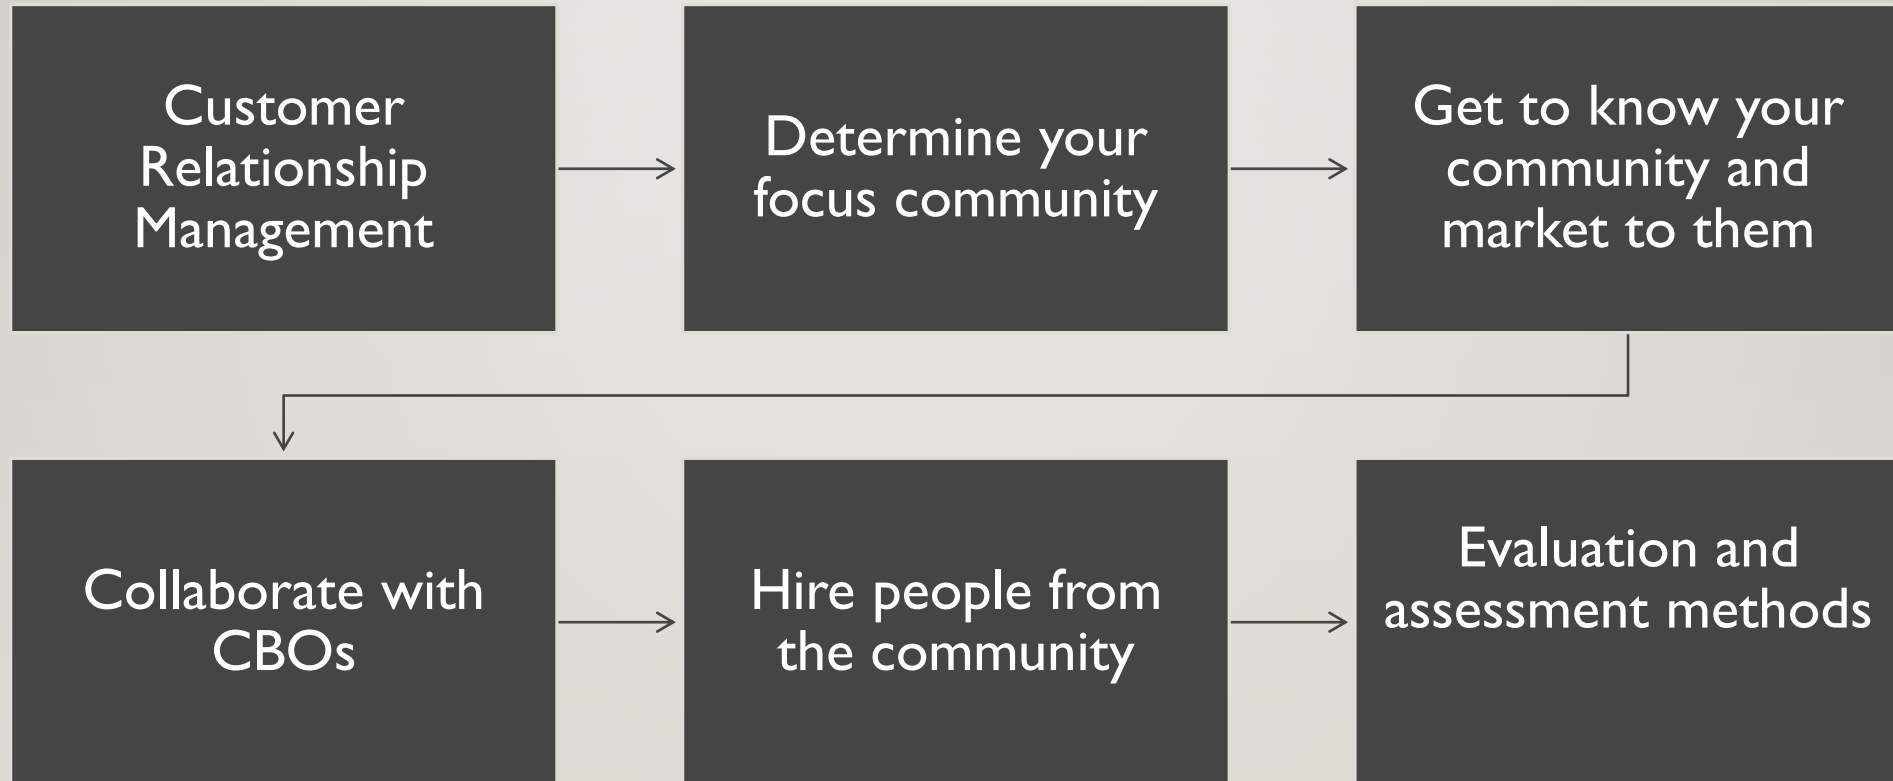 Customer
Relationship
Management
Determine your
focus community
Get to know your
community and
market to them
Collaborate with
CBOs
Hire people from
the community
Evaluation and
assessment methods